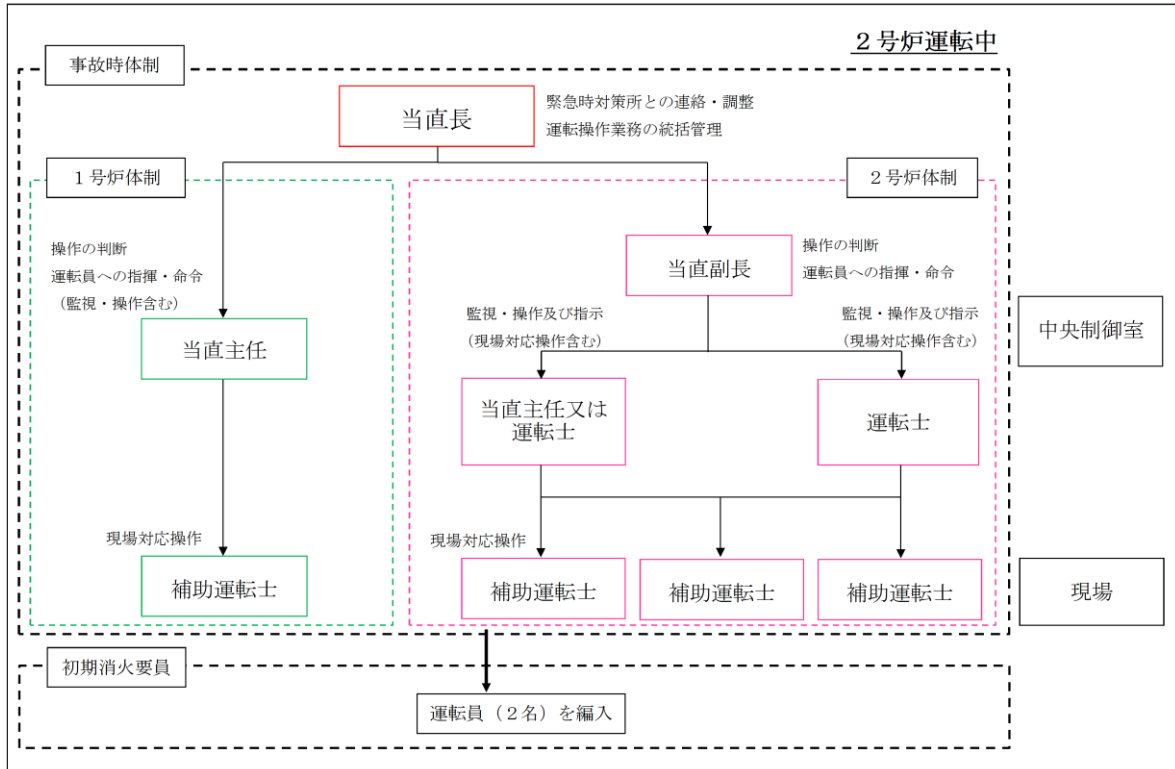 ２号炉運転中
事故時体制
当直長
緊急時対策所との連絡・調整
運転操作業務の統括管理
１号炉体制
２号炉体制
操作の判断
運転員への指揮・命令
（監視・操作含む）
当直主任
現場対応操作
補助運転士
当直副長
操作の判断
運転員への指揮・命令
監視・操作及び指示
（現場対応操作含む）
監視・操作及び指示
（現場対応操作含む）
当直主任又は
運転士
運転士
現場対応操作
補助運転士
補助運転士
補助運転士
中央制御室
現場
初期消火要員
運転員（２名）を編入